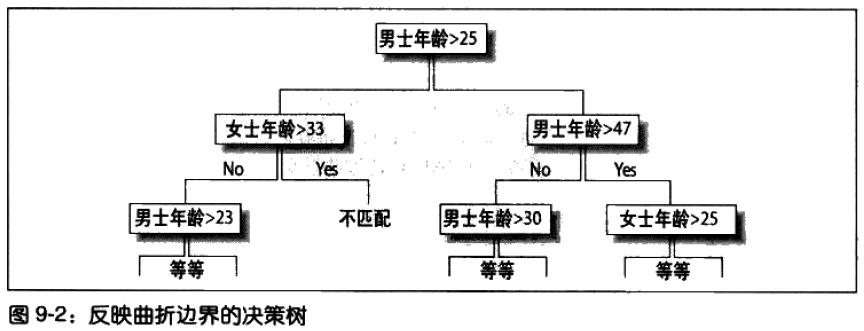 男士年龄>25
女士年龄>33
男士年龄>47
No
Yes
No
Yes
男士年龄>23
不匹配
男士年龄>30
女士年龄>25
等等
等等
等等
图 9-2：反映曲折边界的决策树